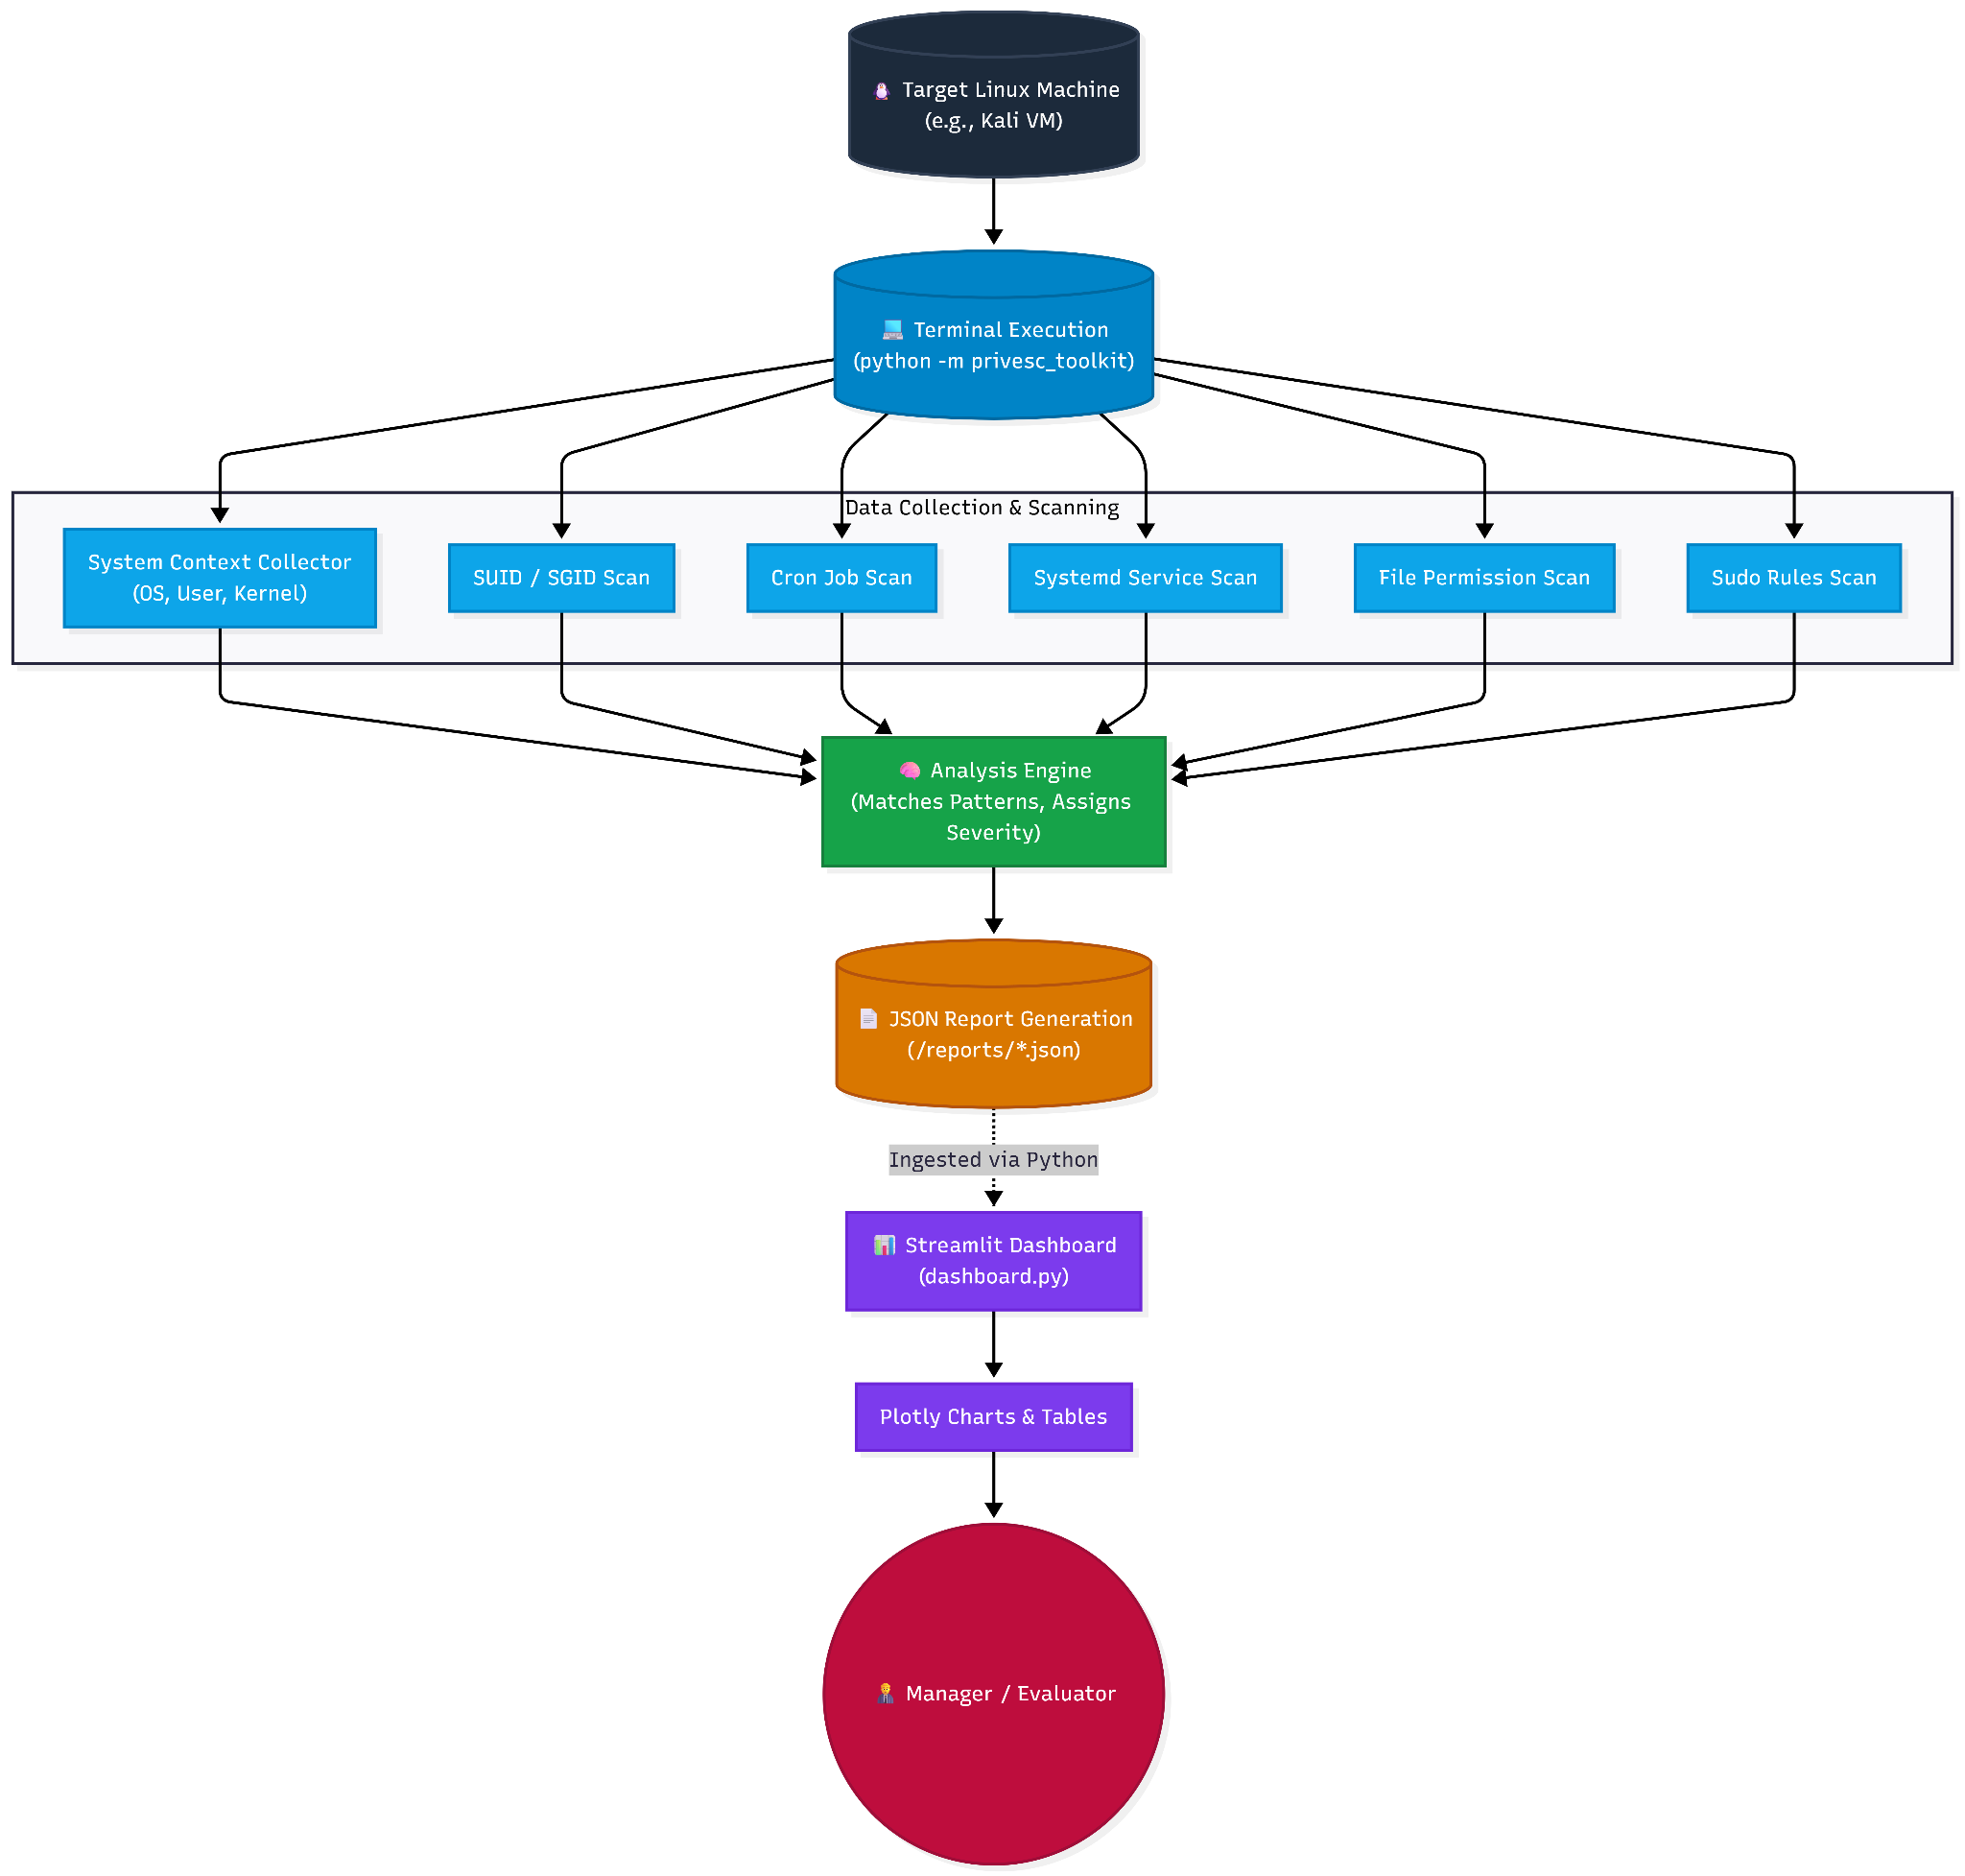 🐧 Target Linux Machine
(e.g., Kali VM)
💻 Terminal Execution
(python -m privesc_toolkit)
Data Collection & Scanning
System Context Collector
(OS, User, Kernel)
SUID / SGID Scan
Cron Job Scan
Systemd Service Scan
File Permission Scan
Sudo Rules Scan
🧠 Analysis Engine
(Matches Patterns, Assigns
Severity)
📄 JSON Report Generation
(/reports/*.json)
Ingested via Python
📊 Streamlit Dashboard
(dashboard.py)
Plotly Charts & Tables
👨‍💼 Manager / Evaluator